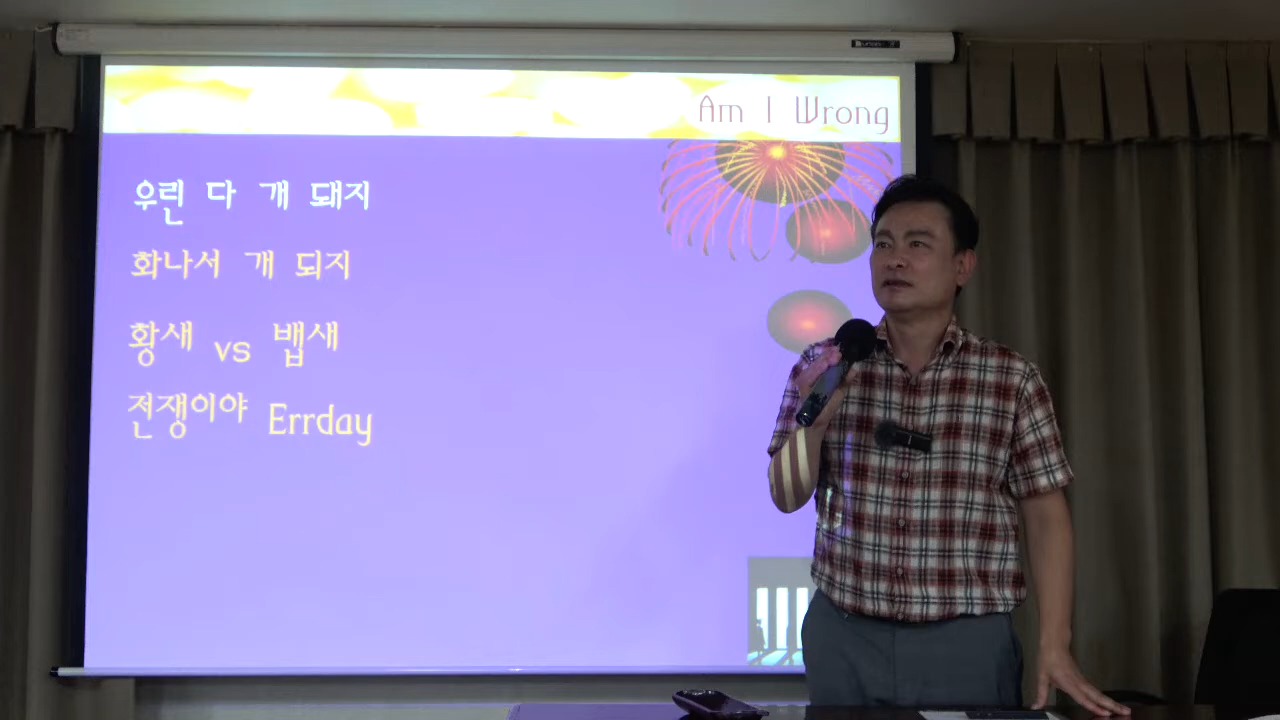 Am I Wrong
우린 다 개 돼지
화나서 개 되지
황새 vs 뱁새
전쟁이야 Errday